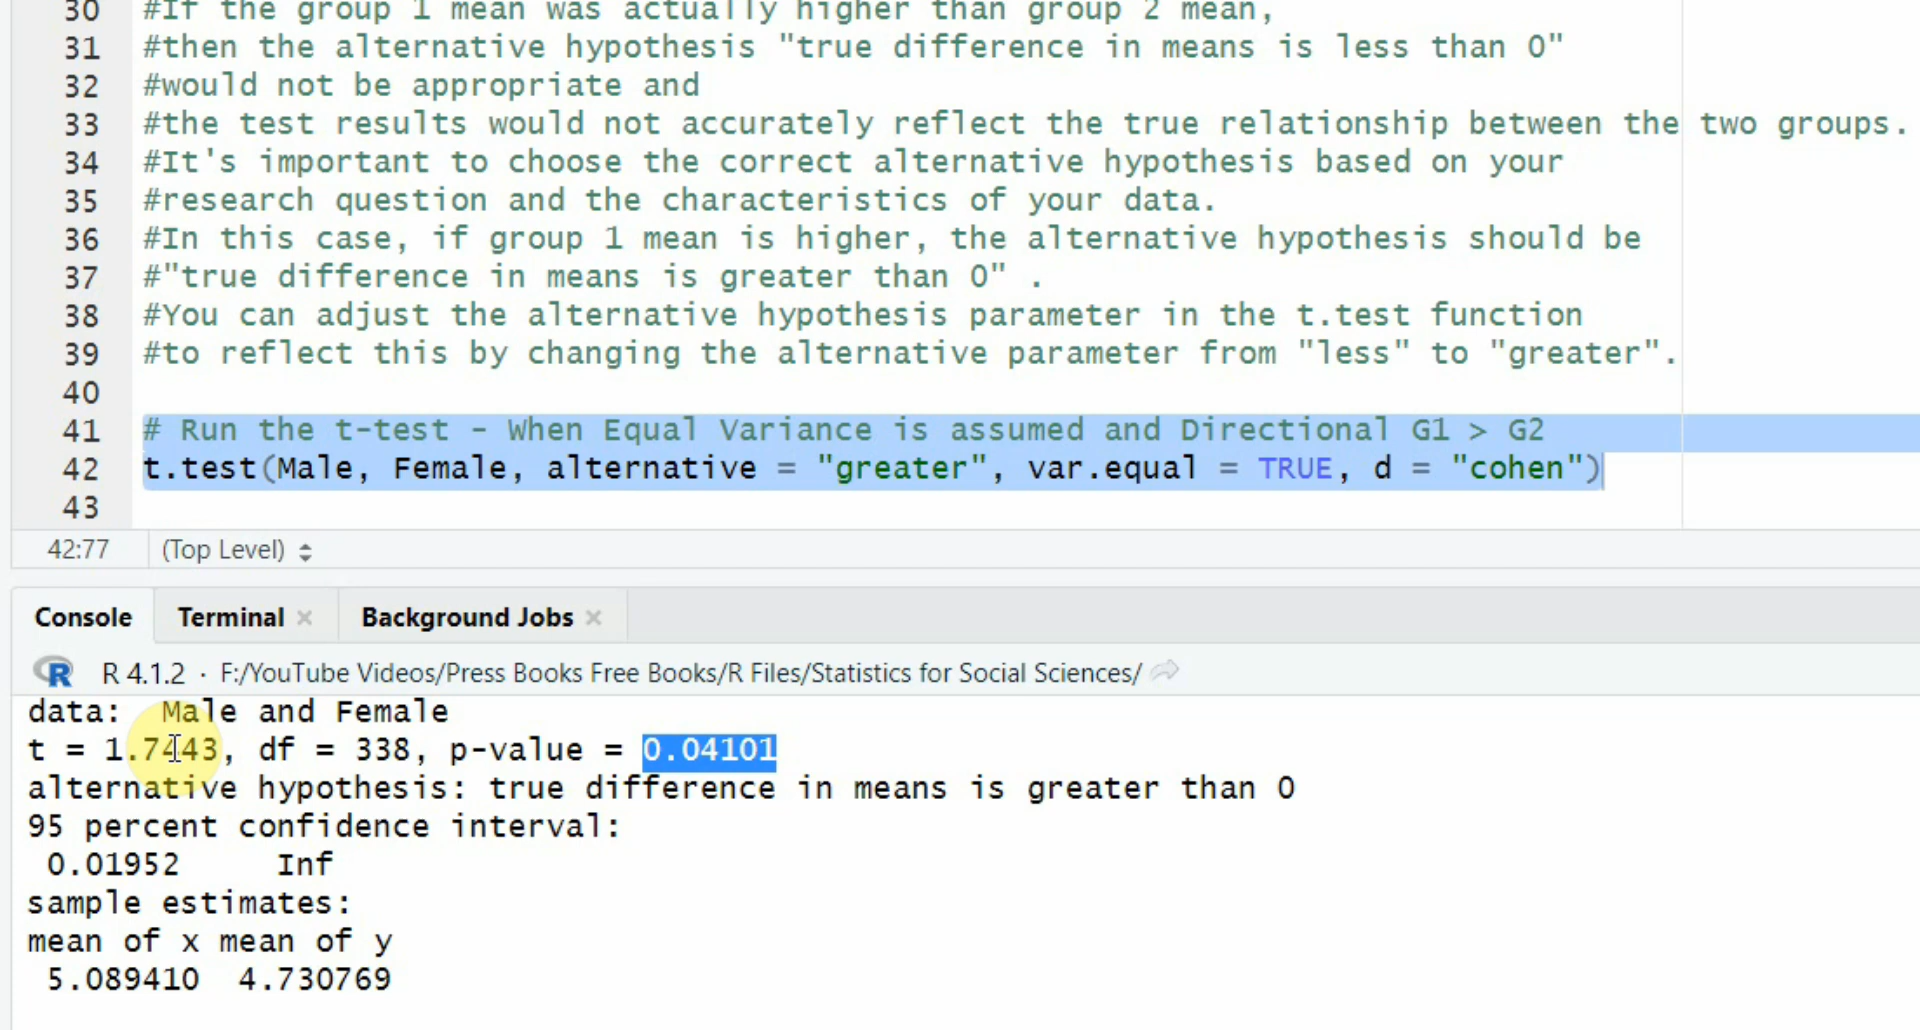 30 #If the group 1 mean was actually higher than group 2 mean,
31 #then the alternative hypothesis "true difference in means is less than 0"
32 #would not be appropriate and
33 #the test results would not accurately reflect the true relationship between the two groups.
34 #It's important to choose the correct alternative hypothesis based on your
35 #research question and the characteristics of your data.
36 #In this case, if group 1 mean is higher, the alternative hypothesis should be
37 #"true difference in means is greater than 0" .
38 #You can adjust the alternative hypothesis parameter in the t.test function
39 #to reflect this by changing the alternative parameter from "less" to "greater".
40
41 # Run the t-test - When Equal Variance is assumed and Directional G1 > G2
42 t.test(Male, Female, alternative = "greater", var.equal = TRUE, d = "cohen")
43
42:77 (Top Level)
Console Terminal Background Jobs
R R 4.1.2 · F:/YouTube Videos/Press Books Free Books/R Files/Statistics for Social Sciences/
data: Male and Female
t = 1.7443, df = 338, p-value = 0.04101
alternative hypothesis: true difference in means is greater than 0
95 percent confidence interval:
0.01952 Inf
sample estimates:
mean of x mean of y
5.089410 4.730769